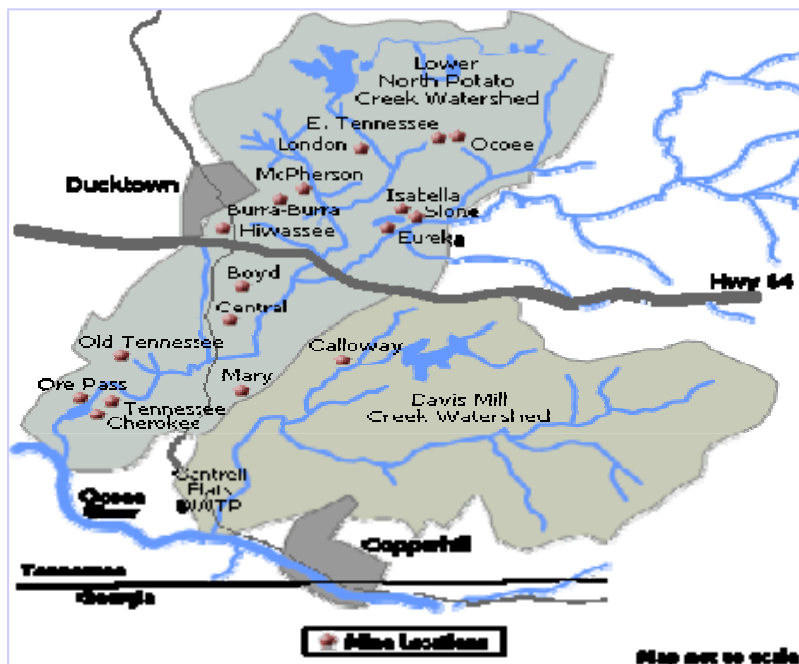 Lower
North Potato
Creek Watershed
E. Tennessee
London
Ocoee
McPherson
Ducktown
Isabella
Burra-Burra
Slone
Hiwassee
Eureka
Boyd
Hwy 64
Central
Old Tennessee
Calloway
Ore Pass
Mary
Tennessee
Cherokee
Davis Mill
Creek Watershed
Cantrell
Flats
WWTP
Ocoee
River
Copperhill
Tennessee
Georgia
Mine Locations
Map not to scale